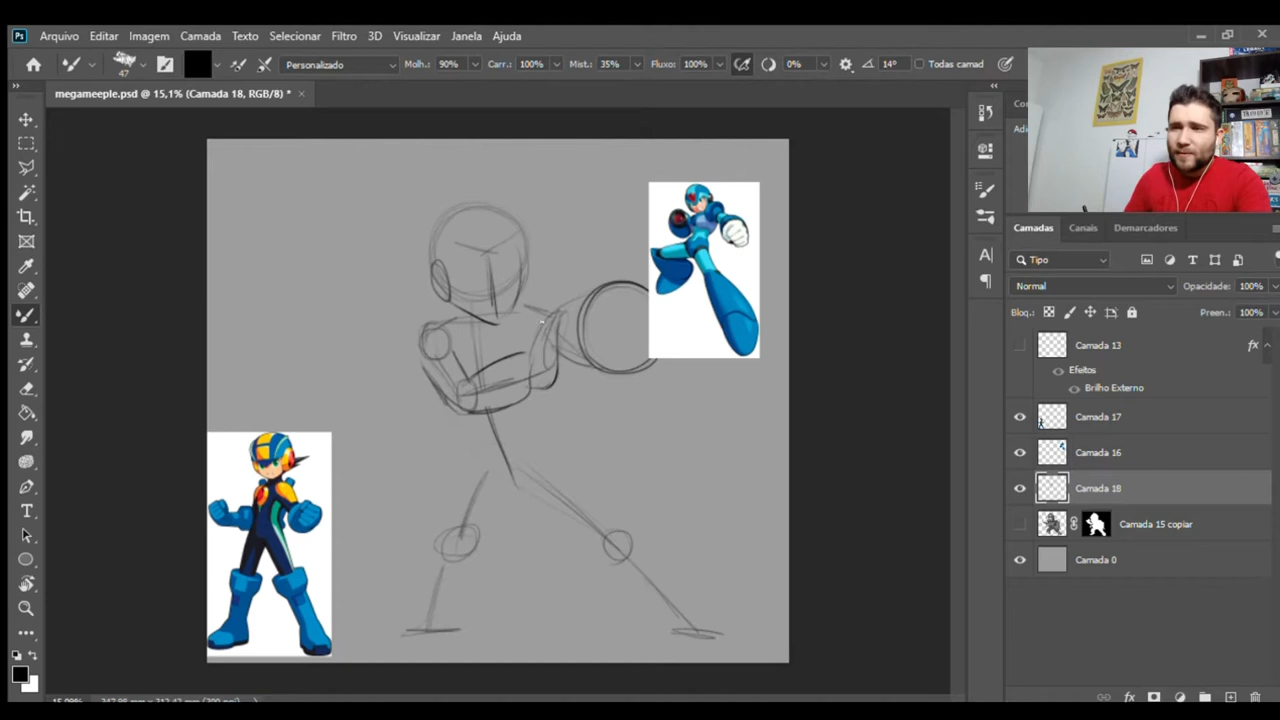 Ps Arquivo Editar Imagem Camada Texto Selecionar Filtro 3D Visualizar Janela Ajuda
47 Personalizado Molh.: 90% Carr.: 100% Mist.: 35% Fluxo: 100% 0% 14° Todas camad
megameeple.psd @ 15,1% (Camada 18, RGB/8) *
Camadas Canais Demarcadores
Tipo
Normal Opacidade: 100%
Bloq.: Preen.: 100%
Camada 13 fx
Efeitos
Brilho Externo
Camada 17
Camada 16
Camada 18
Camada 15 copiar
Camada 0